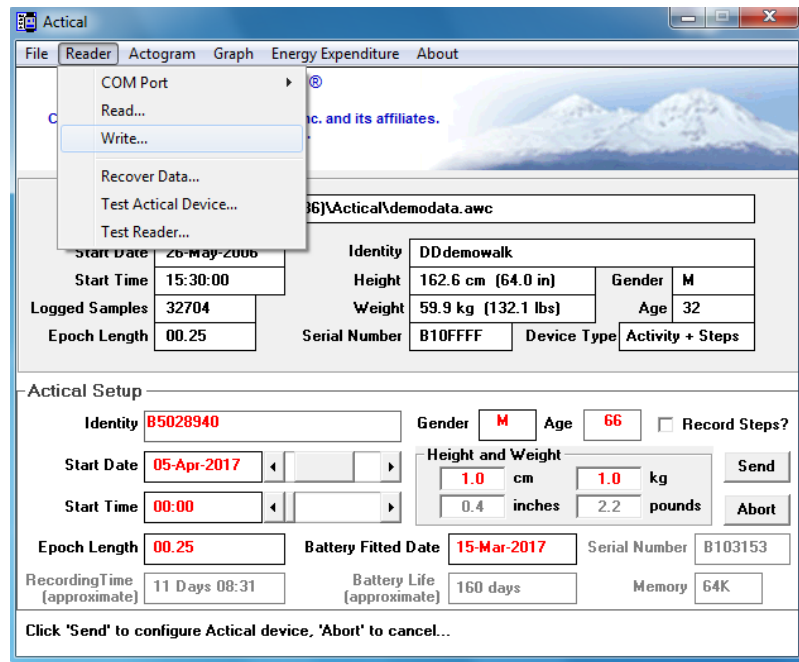 Actical
File Reader Actogram Graph Energy Expenditure About
COM Port
Read...
Write...
Recover Data...
Test Actical Device...
Test Reader...
®
C nc. and its affiliates.
86)\Actical\demodata.awc
Start Date 26-May-2006 Identity DDdemowalk
Start Time 15:30:00 Height 162.6 cm (64.0 in) Gender M
Logged Samples 32704 Weight 59.9 kg (132.1 lbs) Age 32
Epoch Length 00.25 Serial Number B10FFFF Device Type Activity + Steps
Actical Setup
Identity B5028940 Gender M Age 66 Record Steps?
Height and Weight
Start Date 05-Apr-2017 1.0 cm 1.0 kg Send
Start Time 00:00 0.4 inches 2.2 pounds Abort
Epoch Length 00.25 Battery Fitted Date 15-Mar-2017 Serial Number B103153
RecordingTime (approximate) 11 Days 08:31 Battery Life (approximate) 160 days Memory 64K
Click 'Send' to configure Actical device, 'Abort' to cancel...